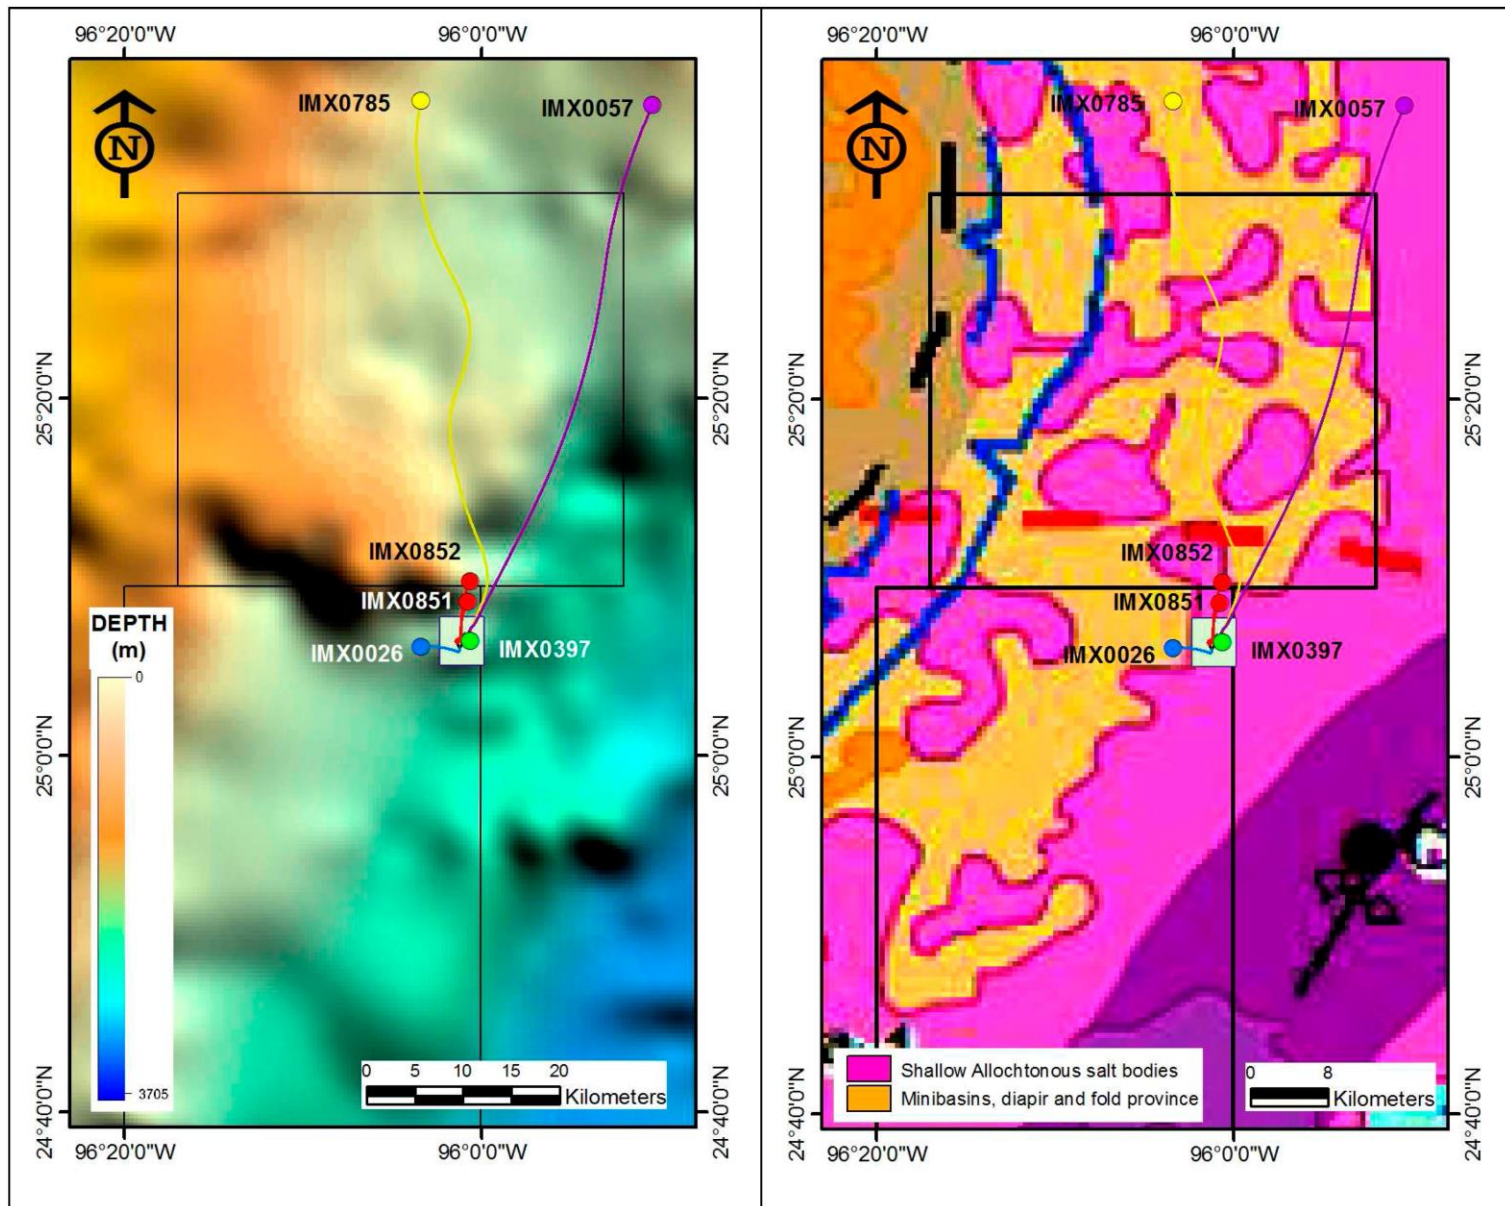 96°20'0"W
96°0'0"W
N
IMX0785
IMX0057
25°20'0"N
25°20'0"N
IMX0852
IMX0851
IMX0026
IMX0397
DEPTH
(m)
0
3705
25°0'0"N
25°0'0"N
0 5 10 15 20
Kilometers
24°40'0"N
24°40'0"N
96°20'0"W
96°0'0"W
96°20'0"W
96°0'0"W
N
IMX0785
IMX0057
25°20'0"N
25°20'0"N
IMX0852
IMX0851
IMX0026
IMX0397
25°0'0"N
25°0'0"N
Shallow Allochtonous salt bodies
Minibasins, diapir and fold province
0 8
Kilometers
24°40'0"N
24°40'0"N
96°20'0"W
96°0'0"W